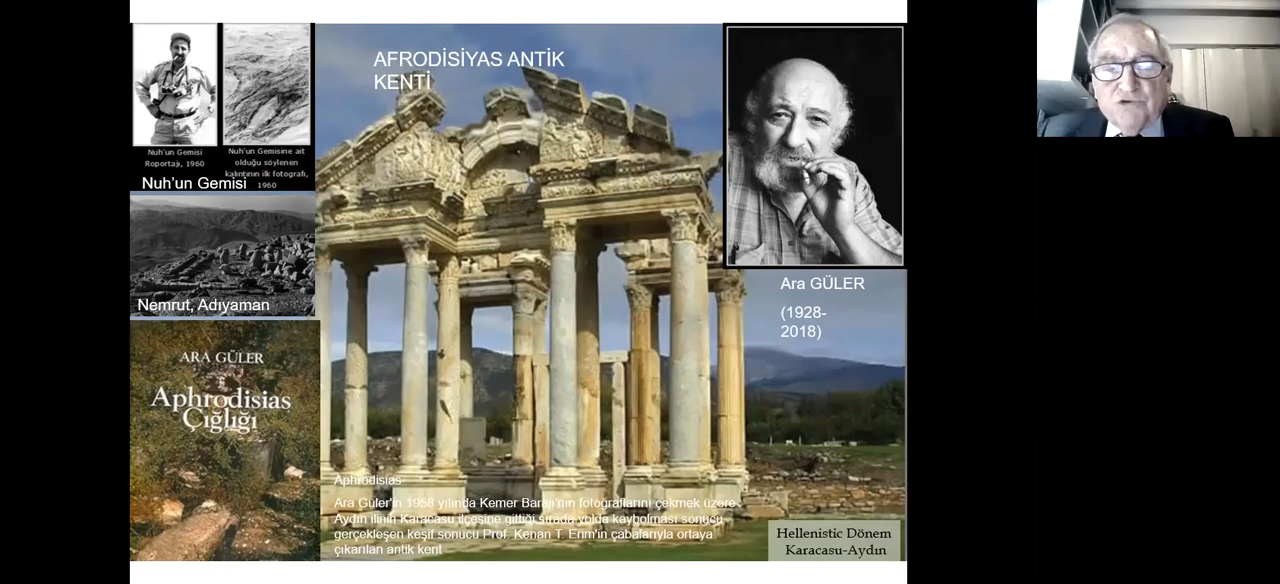 AFRODİSİYAS ANTİK
KENTİ
Nuh'un Gemisi
Roportajı, 1960
Nuh'un Gemisine ait
olduğu söylenen
kalıntının ilk fotografı,
1960
Nuh'un Gemisi
Nemrut, Adıyaman
ARA GÜLER
Aphrodisias
Çığlığı
Ara GÜLER
(1928-
2018)
Aphrodisias
Ara Güler'in 1958 yılında Kemer Barajı'nın fotoğraflarını çekmek üzere
Aydın ilinin Karacasu ilçesine gittiği sırada yolda kaybolması sonucu
gerçekleşen keşif sonucu Prof. Kenan T. Erim'in çabalarıyla ortaya
çıkarılan antik kent
Hellenistic Dönem
Karacasu-Aydın